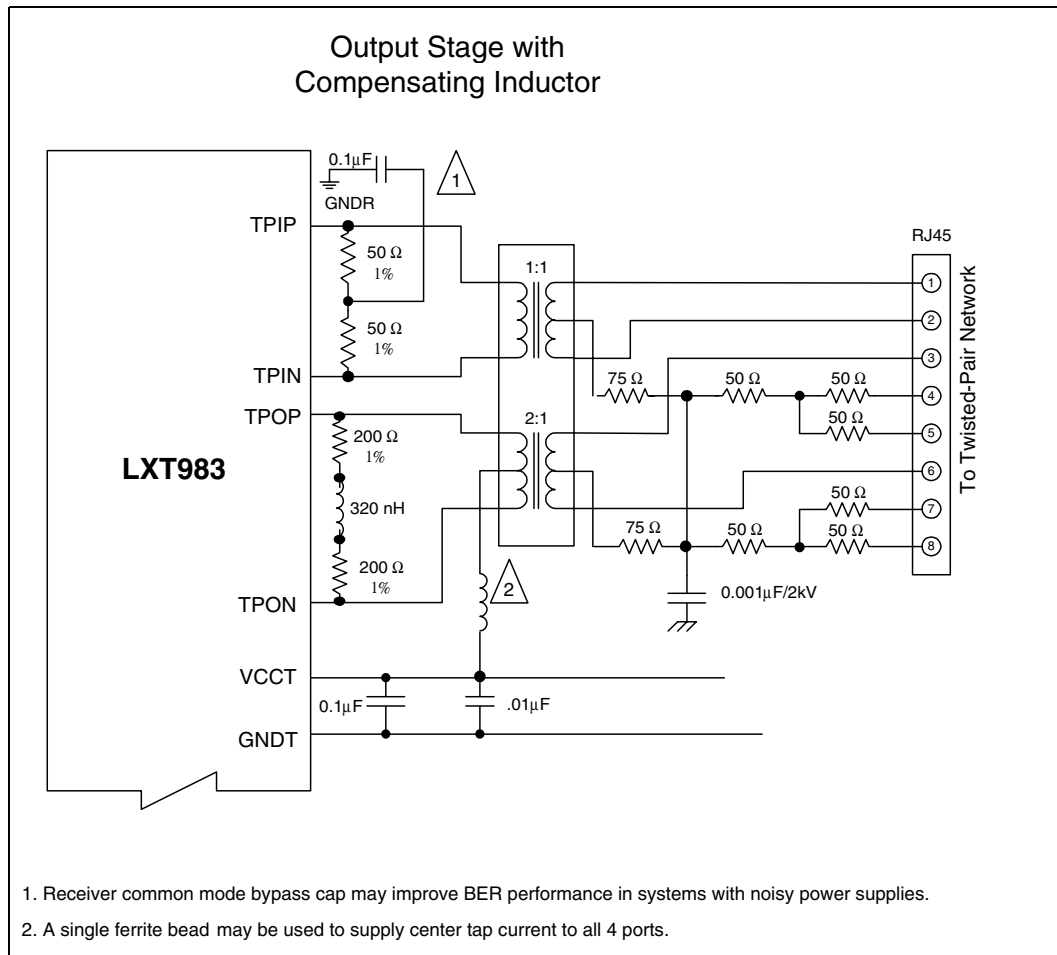 Output Stage with
Compensating Inductor
0.1µF
1
GNDR
TPIP
50 Ω
1%
50 Ω
1%
TPIN
TPOP
200 Ω
1%
LXT983
320 nH
200 Ω
1%
TPON
VCCT
0.1µF
.01µF
GNDT
1:1
2:1
2
75 Ω
50 Ω
50 Ω
50 Ω
75 Ω
50 Ω
50 Ω
50 Ω
0.001µF/2kV
RJ45
1
2
3
4
5
6
7
8
To Twisted-Pair Network
1. Receiver common mode bypass cap may improve BER performance in systems with noisy power supplies.
2. A single ferrite bead may be used to supply center tap current to all 4 ports.